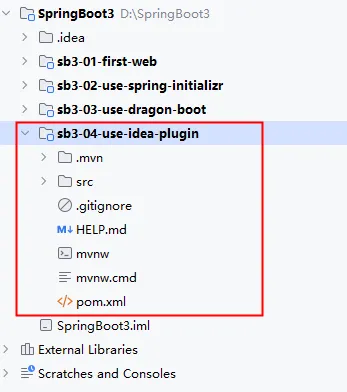 SpringBoot3 D:\SpringBoot3
.idea
sb3-01-first-web
sb3-02-use-spring-initializr
sb3-03-use-dragon-boot
sb3-04-use-idea-plugin
.mvn
src
.gitignore
M↓ HELP.md
mvnw
mvnw.cmd
pom.xml
SpringBoot3.iml
External Libraries
Scratches and Consoles